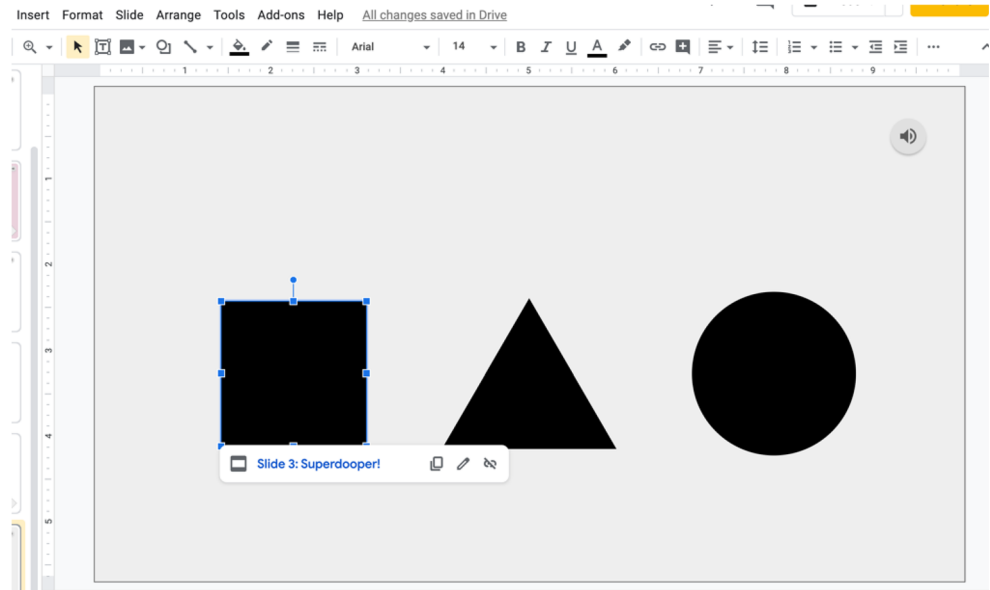 Insert Format Slide Arrange Tools Add-ons Help All changes saved in Drive
Arial 14 B I U A
1 2 3 4 5 6 7 8 9
1
2
3
4
5
Slide 3: Superdooper!